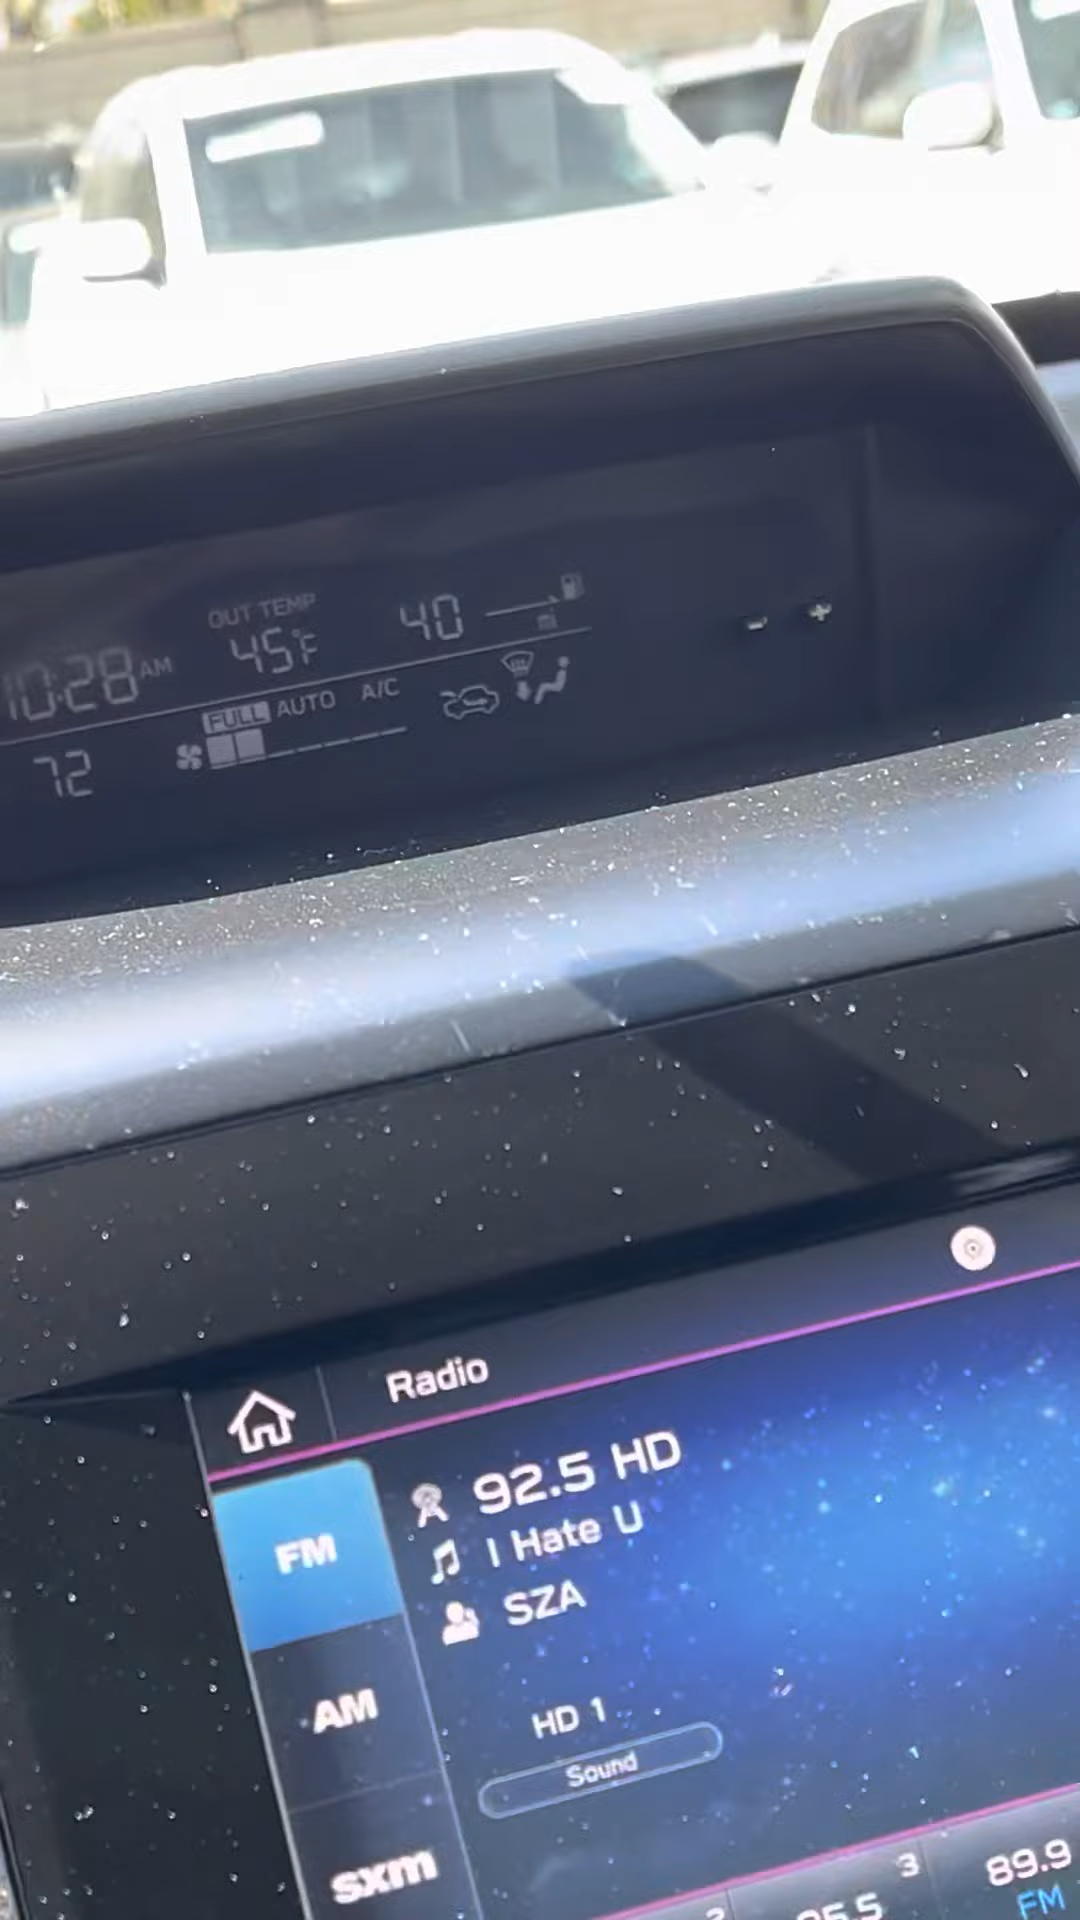 OUT TEMP
10:28 AM 45°F 40
FULL AUTO A/C
72
- +
Radio
FM
92.5 HD
I Hate U
SZA
AM
HD 1
Sound
sxm
3
89.9
FM